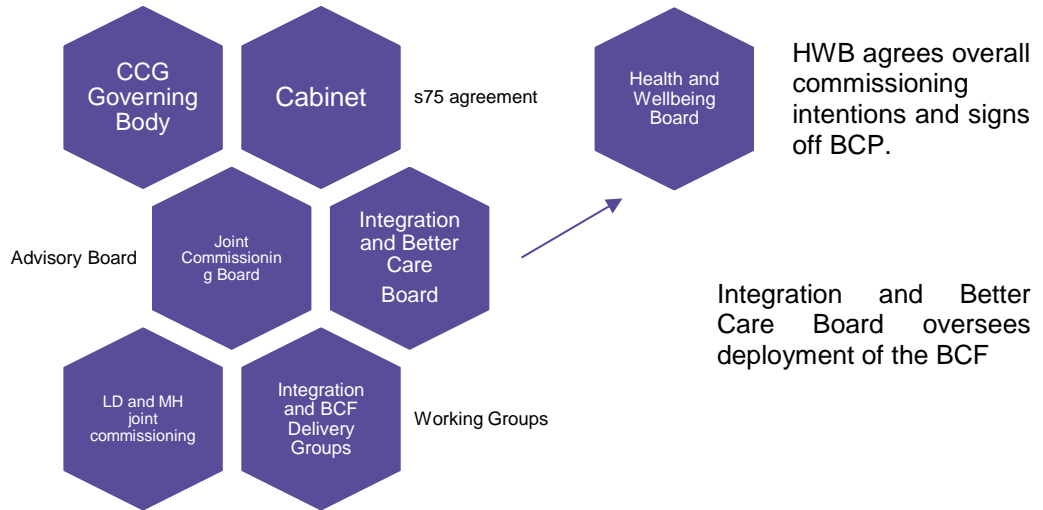 CCG
Governing
Body
Cabinet
s75 agreement
Health and
Wellbeing
Board
HWB agrees overall
commissioning
intentions and signs
off BCP.
Advisory Board
Joint
Commissionin
g Board
Integration
and Better
Care
Board
Integration and Better
Care Board oversees
deployment of the BCF
LD and MH
joint
commissioning
Integration
and BCF
Delivery
Groups
Working Groups